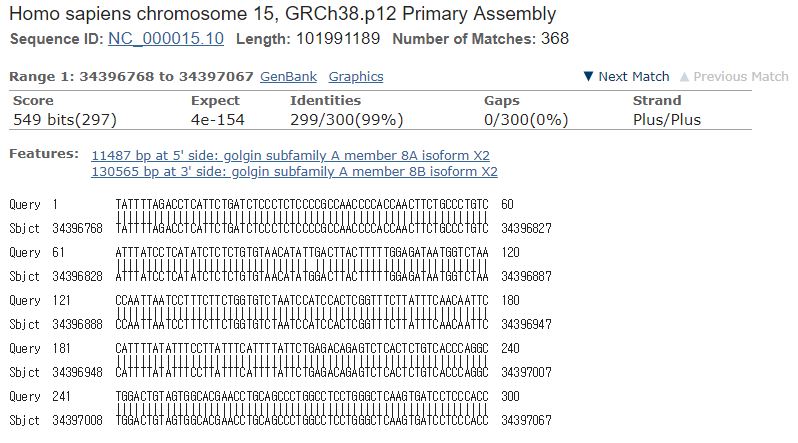 Homo sapiens chromosome 15, GRCh38.p12 Primary Assembly
Sequence ID: NC_000015.10 Length: 101991189 Number of Matches: 368
Range 1: 34396768 to 34397067 GenBank Graphics ▼ Next Match ▲ Previous Match
Score Expect Identities Gaps Strand
549 bits(297) 4e-154 299/300(99%) 0/300(0%) Plus/Plus
Features: 11487 bp at 5' side: golgin subfamily A member 8A isoform X2
130565 bp at 3' side: golgin subfamily A member 8B isoform X2
Query 1 TATTTTAGACCTCATTCTGATCTCCCTCTCCCCGCCAACCCCACCAACTTCTGCCCTGTC 60
Sbjct 34396768 TATTTTAGACCTCATTCTGATCTCCCTCTCCCCGCCAACCCCACCAACTTCTGCCCTGTC 34396827
Query 61 ATTTATCCTCATATCTCTCTGTGTAACATATTGACTTACTTTTTGGAGATAATGGTCTAA 120
Sbjct 34396828 ATTTATCCTCATATCTCTCTGTGTAACATATGGACTTACTTTTTGGAGATAATGGTCTAA 34396887
Query 121 CCAATTAATCCTTTCTTCTGGTGTCTAATCCATCCACTCGGTTTCTTATTTCAACAATTC 180
Sbjct 34396888 CCAATTAATCCTTTCTTCTGGTGTCTAATCCATCCACTCGGTTTCTTATTTCAACAATTC 34396947
Query 181 CATTTTATATTTCCTTATTTCATTTTATTCTGAGACAGAGTCTCACTCTGTCACCCAGGC 240
Sbjct 34396948 CATTTTATATTTCCTTATTTCATTTTATTCTGAGACAGAGTCTCACTCTGTCACCCAGGC 34397007
Query 241 TGGACTGTAGTGGCACGAACCTGCAGCCCTGGCCTCCTGGGCTCAAGTGATCCTCCCACC 300
Sbjct 34397008 TGGACTGTAGTGGCACGAACCTGCAGCCCTGGCCTCCTGGGCTCAAGTGATCCTCCCACC 34397067